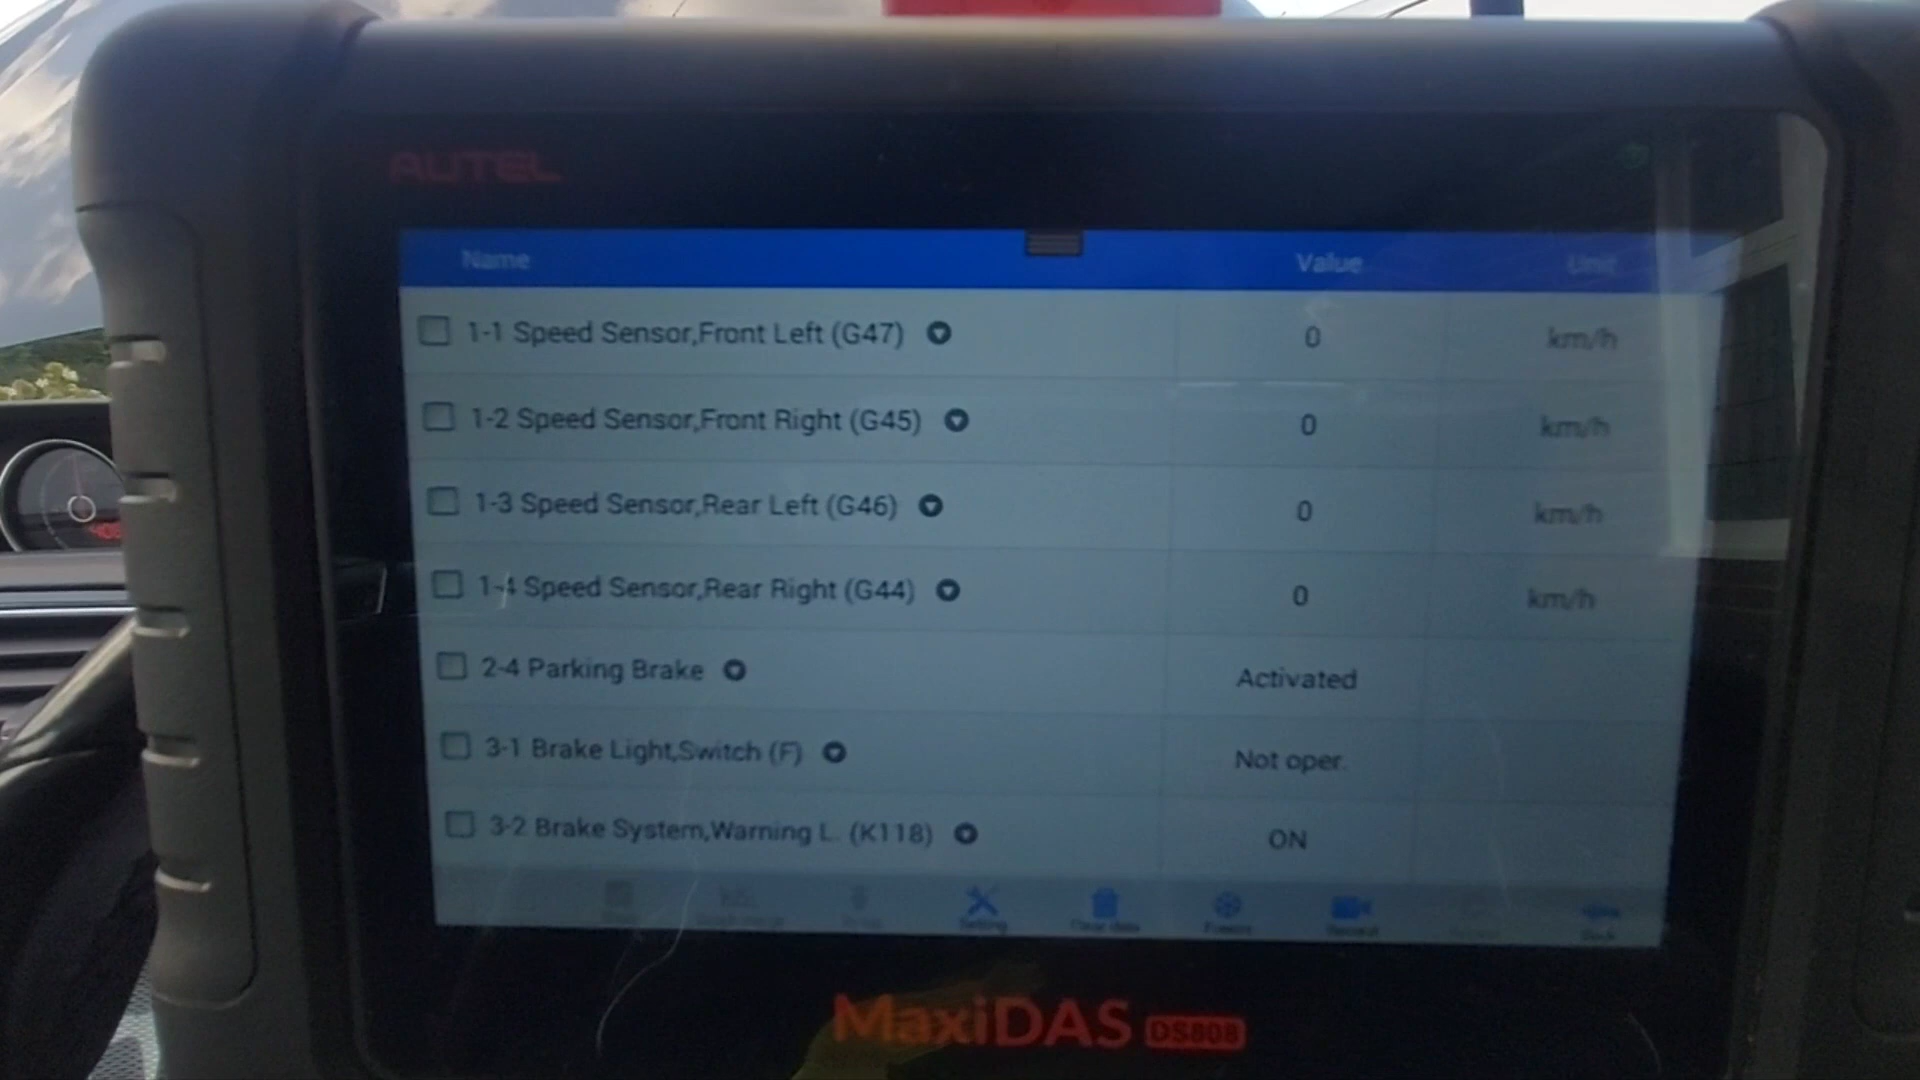 AUTEL
Name Value Unit
1-1 Speed Sensor,Front Left (G47) 0 km/h
1-2 Speed Sensor,Front Right (G45) 0 km/h
1-3 Speed Sensor,Rear Left (G46) 0 km/h
1-4 Speed Sensor,Rear Right (G44) 0 km/h
2-4 Parking Brake Activated
3-1 Brake Light,Switch (F) Not oper.
3-2 Brake System,Warning L. (K118) ON
Setting Clear data Freeze Record Back
MaxiDAS DS808